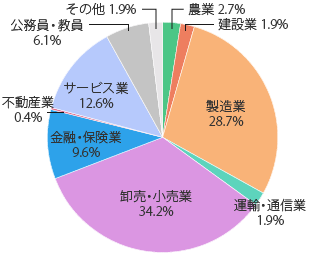 その他 1.9%
農業 2.7%
公務員・教員
6.1%
建設業 1.9%
サービス業
12.6%
製造業
28.7%
不動産業
0.4%
金融・保険業
9.6%
運輸・通信業
1.9%
卸売・小売業
34.2%